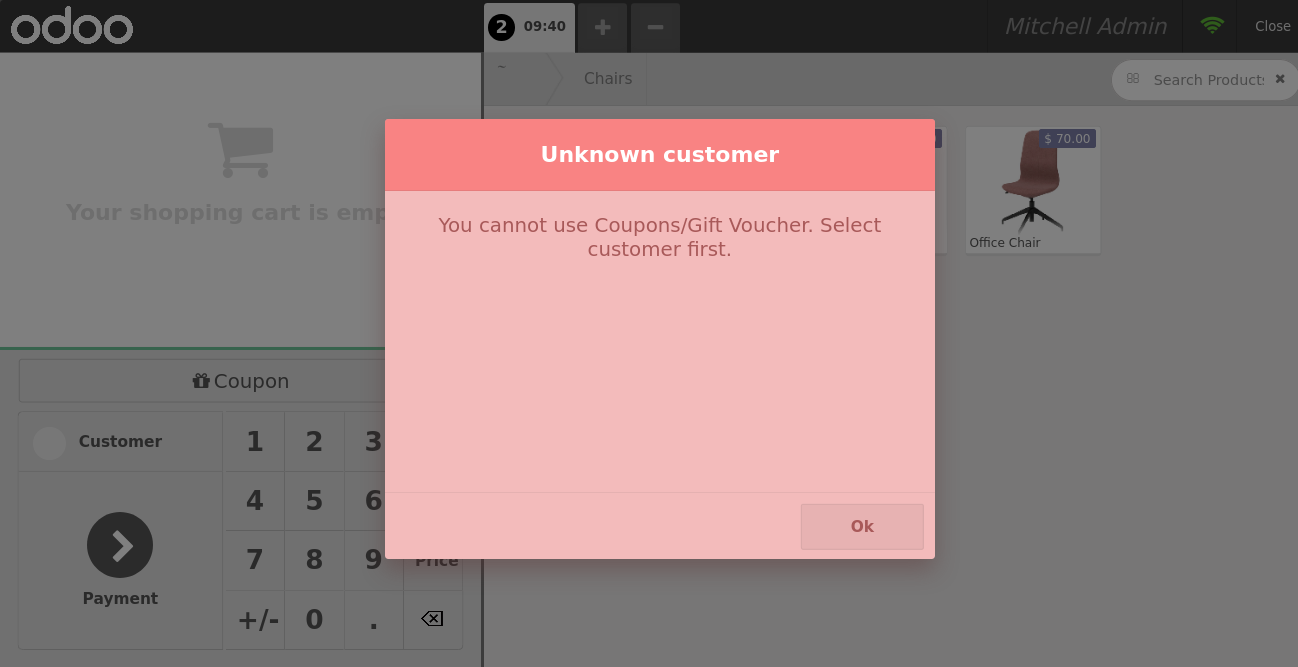 odoo
2 09:40 + −
Mitchell Admin
Close
~
Chairs
Search Products
Your shopping cart is
$ 70.00
Office Chair
Unknown customer
You cannot use Coupons/Gift Voucher. Select
customer first.
Ok
Coupon
Customer
Payment
1 2 3
4 5 6
7 8 9 Price
+/- 0 .